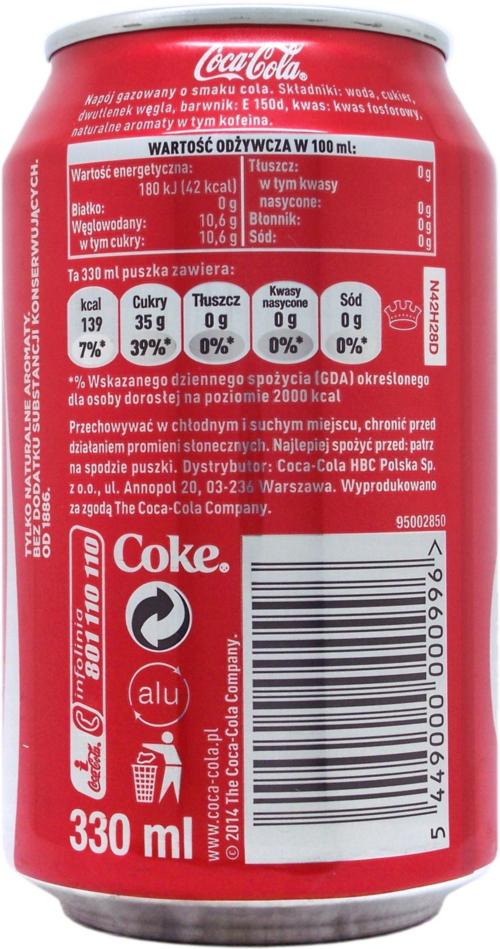 Coca-Cola®
Napój gazowany o smaku cola. Składniki: woda, cukier,
dwutlenek węgla, barwnik: E 150d, kwas: kwas fosforowy,
naturalne aromaty w tym kofeina.
WARTOŚĆ ODŻYWCZA W 100 ml:
Wartość energetyczna:
180 kJ (42 kcal)
Białko: 0 g
Węglowodany: 10,6 g
w tym cukry: 10,6 g
Tłuszcz: 0 g
w tym kwasy
nasycone: 0 g
Błonnik: 0 g
Sód: 0 g
Ta 330 ml puszka zawiera:
kcal
139
7%*
Cukry
35 g
39%*
Tłuszcz
0 g
0%*
Kwasy
nasycone
0 g
0%*
Sód
0 g
0%*
N42H28D
*% Wskazanego dziennego spożycia (GDA) określonego
dla osoby dorosłej na poziomie 2000 kcal
Przechowywać w chłodnym i suchym miejscu, chronić przed
działaniem promieni słonecznych. Najlepiej spożyć przed: patrz
na spodzie puszki. Dystrybutor: Coca-Cola HBC Polska Sp.
z o.o., ul. Annopol 20, 03-236 Warszawa. Wyprodukowano
za zgodą The Coca-Cola Company.
95002850
TYLKO NATURALNE AROMATY.
BEZ DODATKU SUBSTANCJI KONSERWUJĄCYCH.
OD 1886.
Coke®
infolinia
801 110 110
Coca-Cola
alu
330 ml
www.coca-cola.pl
© 2014 The Coca-Cola Company.
5 449000 000996 >